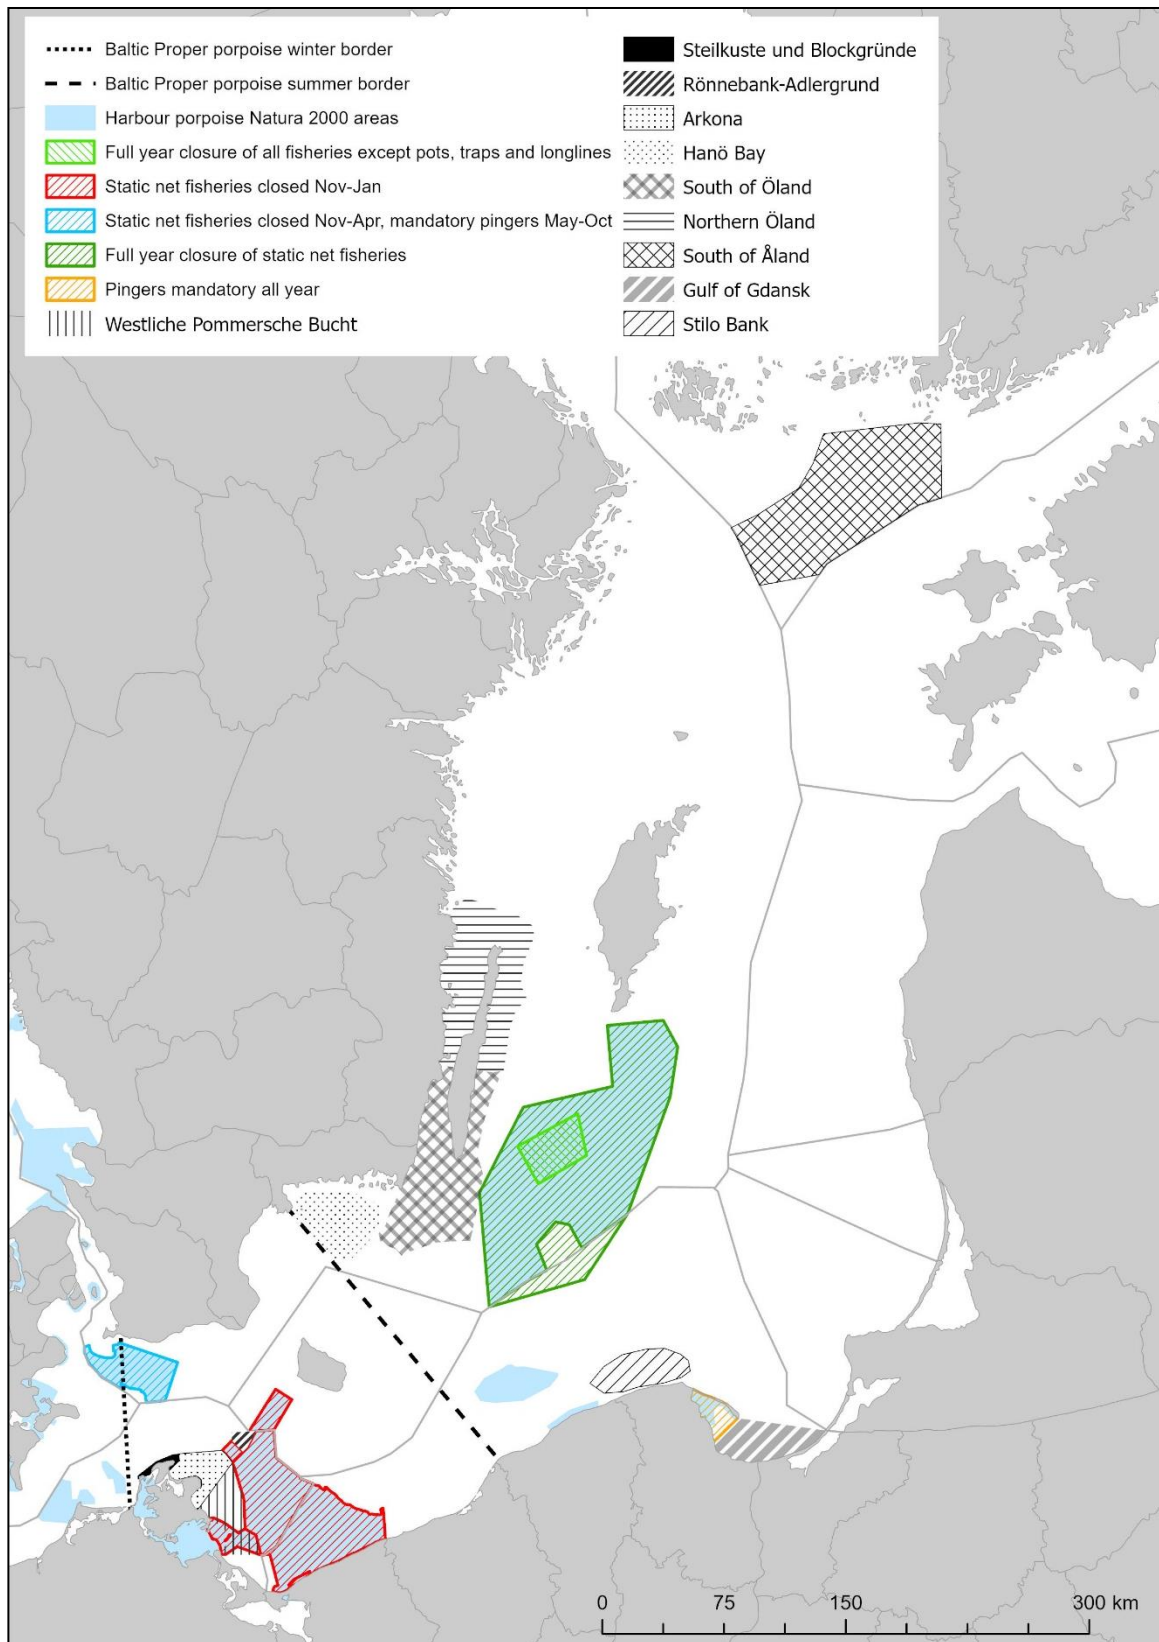 Baltic Proper porpoise winter border
Baltic Proper porpoise summer border
Harbour porpoise Natura 2000 areas
Full year closure of all fisheries except pots, traps and longlines
Static net fisheries closed Nov-Jan
Static net fisheries closed Nov-Apr, mandatory pingers May-Oct
Full year closure of static net fisheries
Pingers mandatory all year
Westliche Pommersche Bucht
Steilkuste und Blockgründe
Rönnebank-Adlergrund
Arkona
Hanö Bay
South of Öland
Northern Öland
South of Åland
Gulf of Gdansk
Stilo Bank
0 75 150 300 km